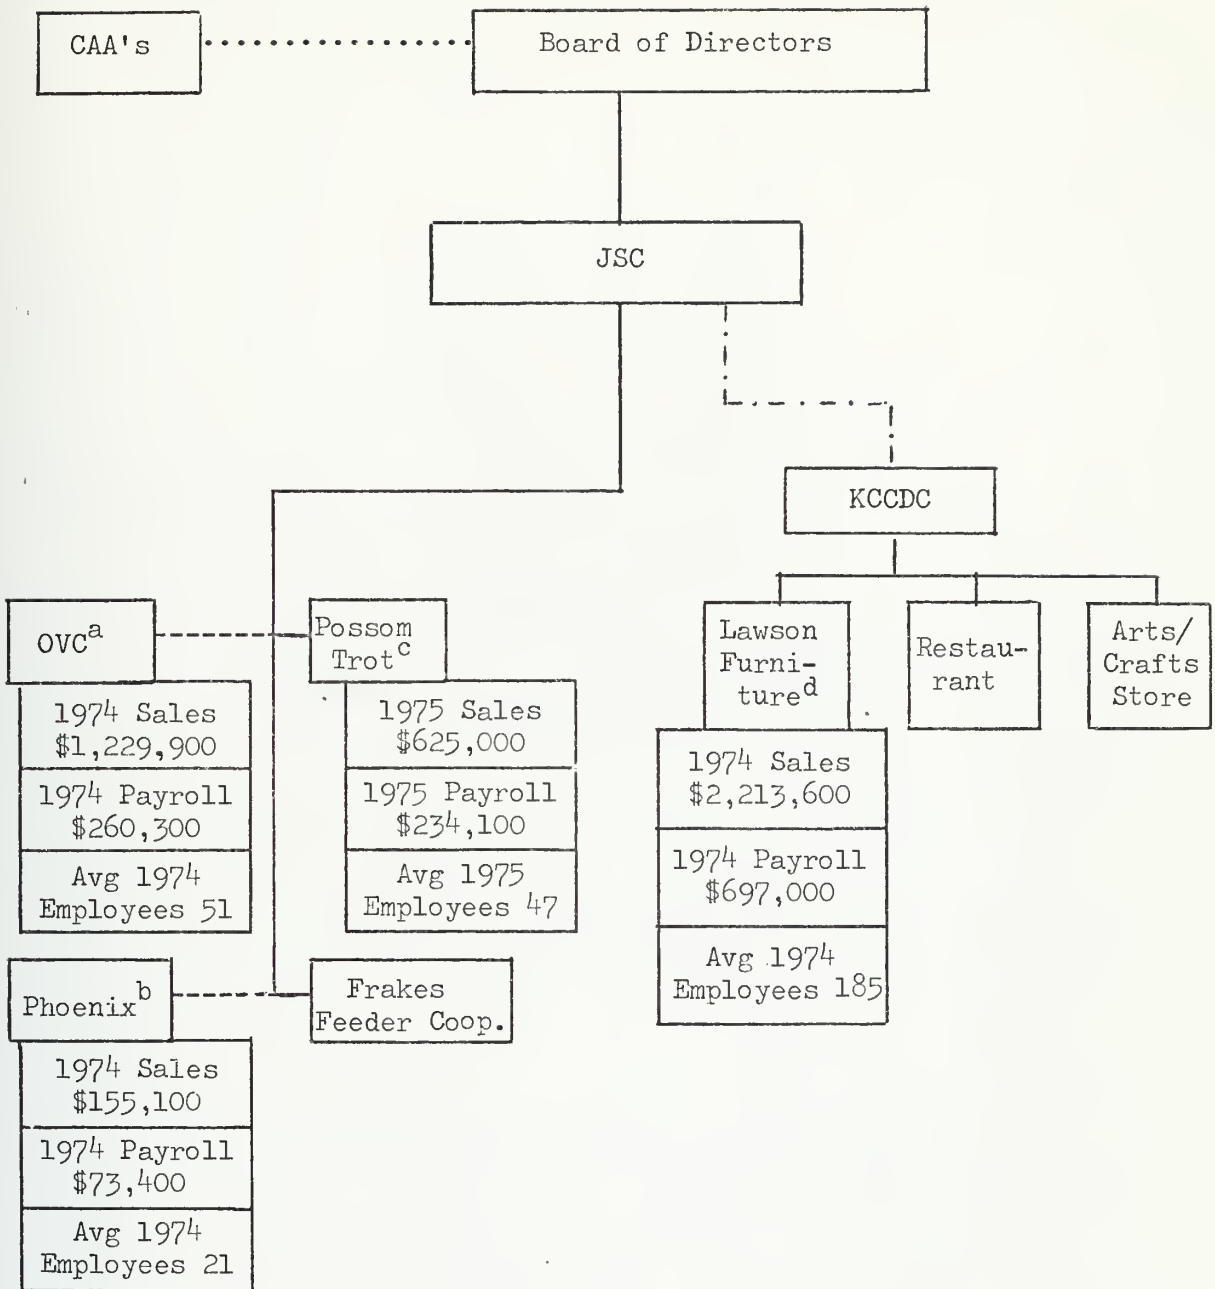 CAA's
Board of Directors
JSC
KCCDC
OVCa
1974 Sales
$1,229,900
1974 Payroll
$260,300
Avg 1974
Employees 51
Possom
Trotc
1975 Sales
$625,000
1975 Payroll
$234,100
Avg 1975
Employees 47
Lawson
Furni-
tured
1974 Sales
$2,213,600
1974 Payroll
$697,000
Avg 1974
Employees 185
Restau-
rant
Arts/
Crafts
Store
Phoenixb
1974 Sales
$155,100
1974 Payroll
$73,400
Avg 1974
Employees 21
Frakes
Feeder Coop.